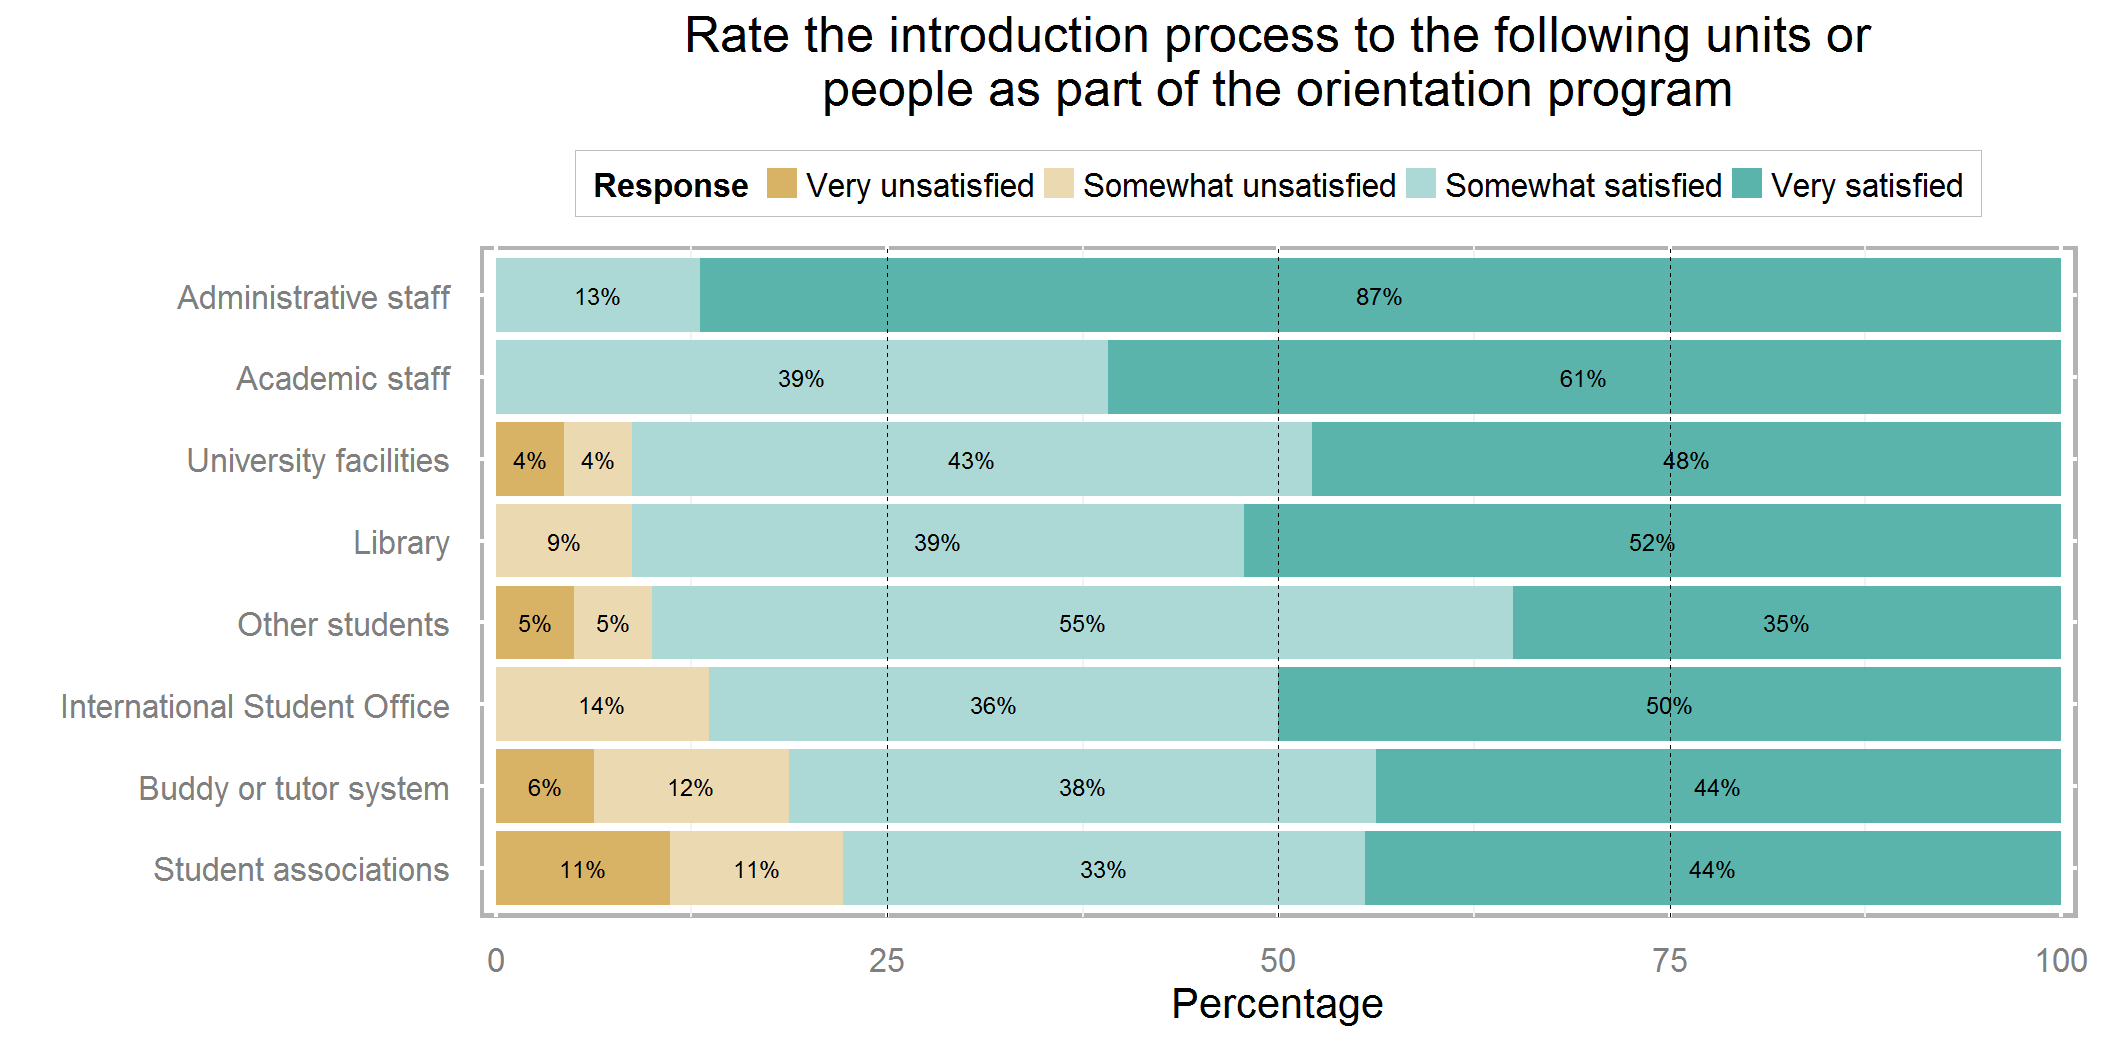 Rate the introduction process to the following units or
people as part of the orientation program
Response Very unsatisfied Somewhat unsatisfied Somewhat satisfied Very satisfied
Administrative staff 13% 87%
Academic staff 39% 61%
University facilities 4% 4% 43% 48%
Library 9% 39% 52%
Other students 5% 5% 55% 35%
International Student Office 14% 36% 50%
Buddy or tutor system 6% 12% 38% 44%
Student associations 11% 11% 33% 44%
0 25 50 75 100
Percentage